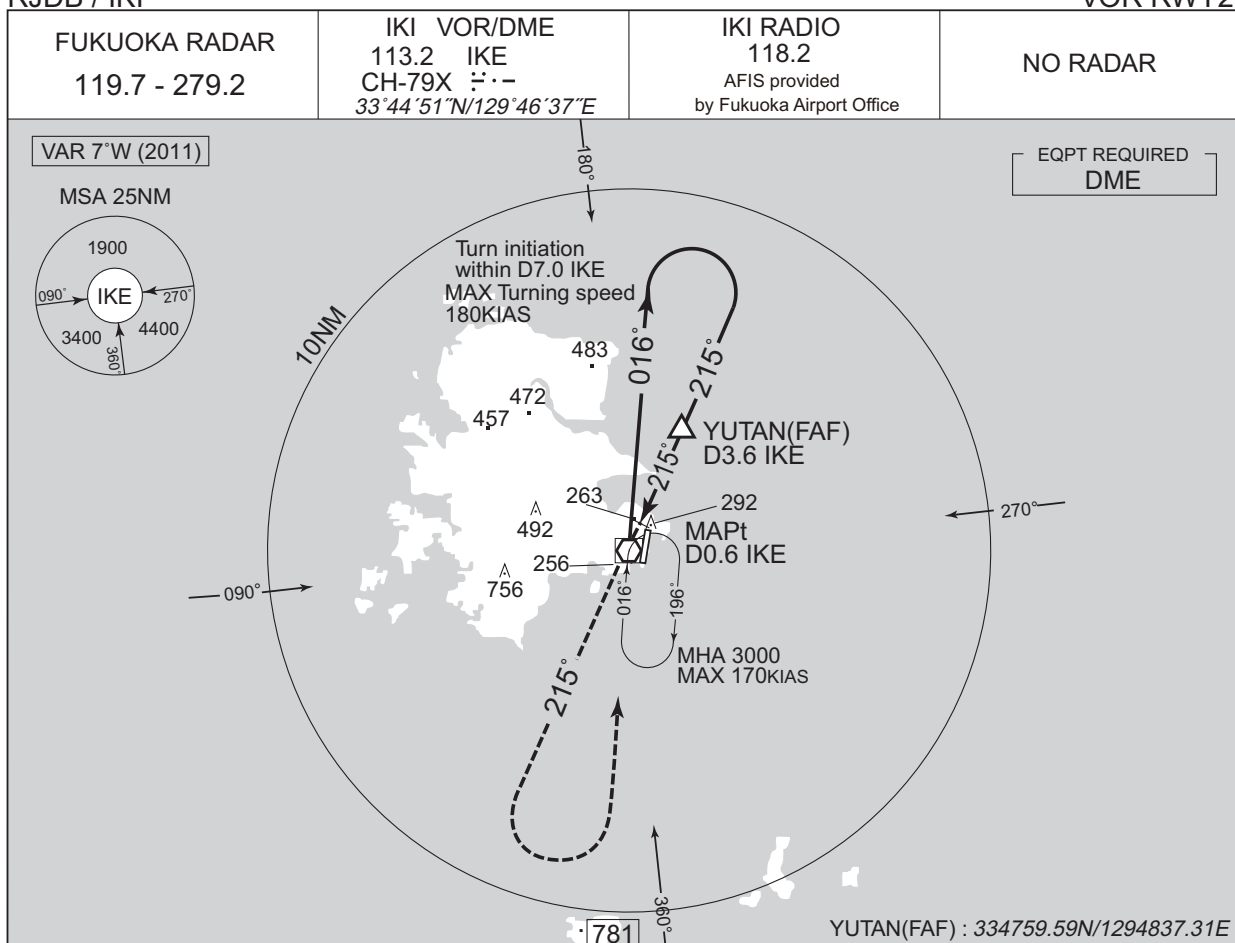 RJDB / IKI
VOR RWY2
FUKUOKA RADAR
119.7 - 279.2
IKI VOR/DME
113.2 IKE
CH-79X
33°44´51˝N/129°46´37˝E
IKI RADIO
118.2
AFIS provided
by Fukuoka Airport Office
NO RADAR
VAR 7°W (2011)
MSA 25NM
1900
IKE
090°
270°
3400
4400
360°
180°
EQPT REQUIRED
DME
Turn initiation
within D7.0 IKE
MAX Turning speed
180KIAS
10NM
483
016°
215°
472
457
YUTAN(FAF)
D3.6 IKE
215°
263
292
270°
492
MAPt
D0.6 IKE
256
756
090°
016°
196°
MHA 3000
MAX 170KIAS
215°
360°
781
YUTAN(FAF) : 334759.59N/1294837.31E